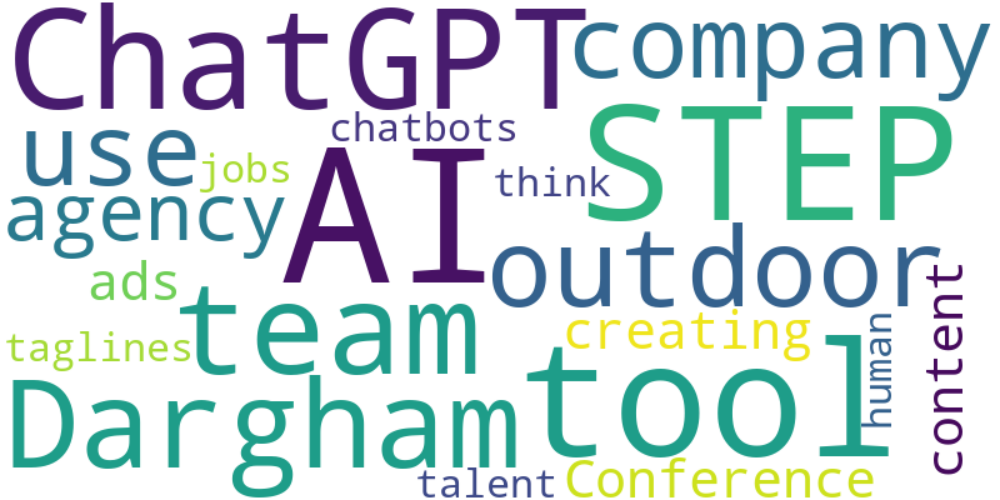 ChatGPT
company
chatbots
STEP
use
jobs
AI
think
agency
outdoor
ads
team
content
creating
human
taglines
tool
Dargham
talent
Conference